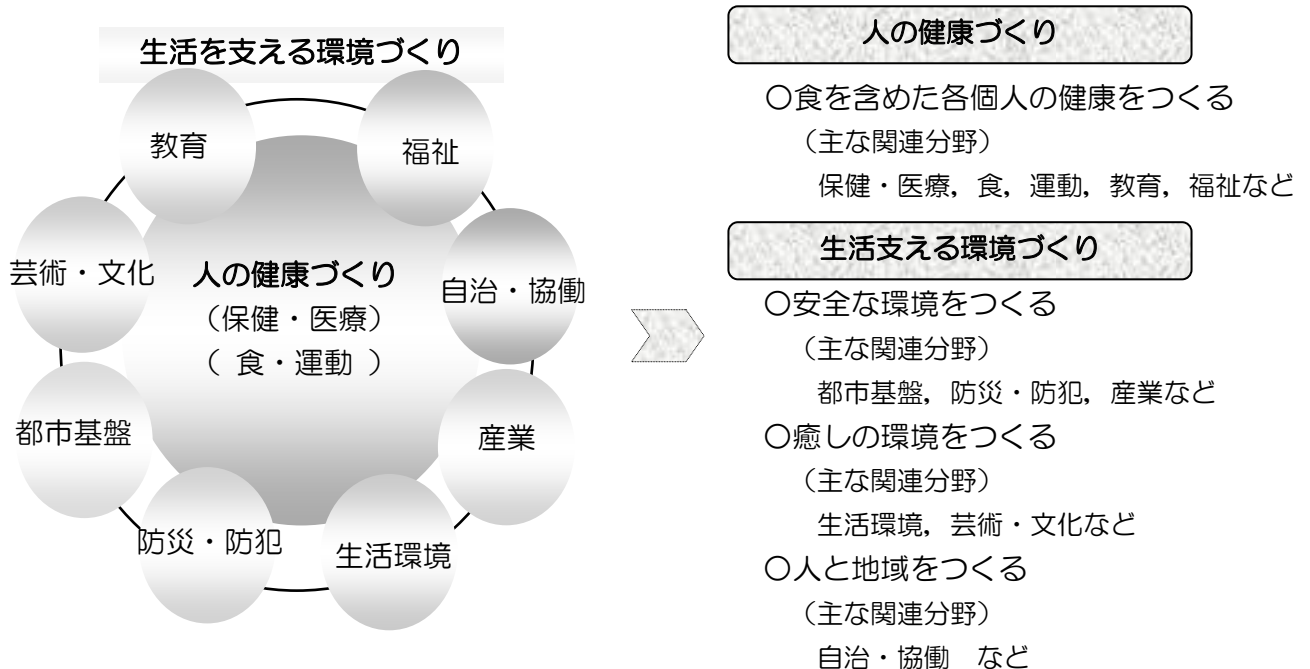 生活を支える環境づくり
教育
福祉
芸術・文化
人の健康づくり
（保健・医療）
（ 食・運動 ）
自治・協働
都市基盤
産業
防災・防犯
生活環境
人の健康づくり
〇食を含めた各個人の健康をつくる
（主な関連分野）
保健・医療，食，運動，教育，福祉など
生活支える環境づくり
〇安全な環境をつくる
（主な関連分野）
都市基盤，防災・防犯，産業など
〇癒しの環境をつくる
（主な関連分野）
生活環境，芸術・文化など
〇人と地域をつくる
（主な関連分野）
自治・協働　など